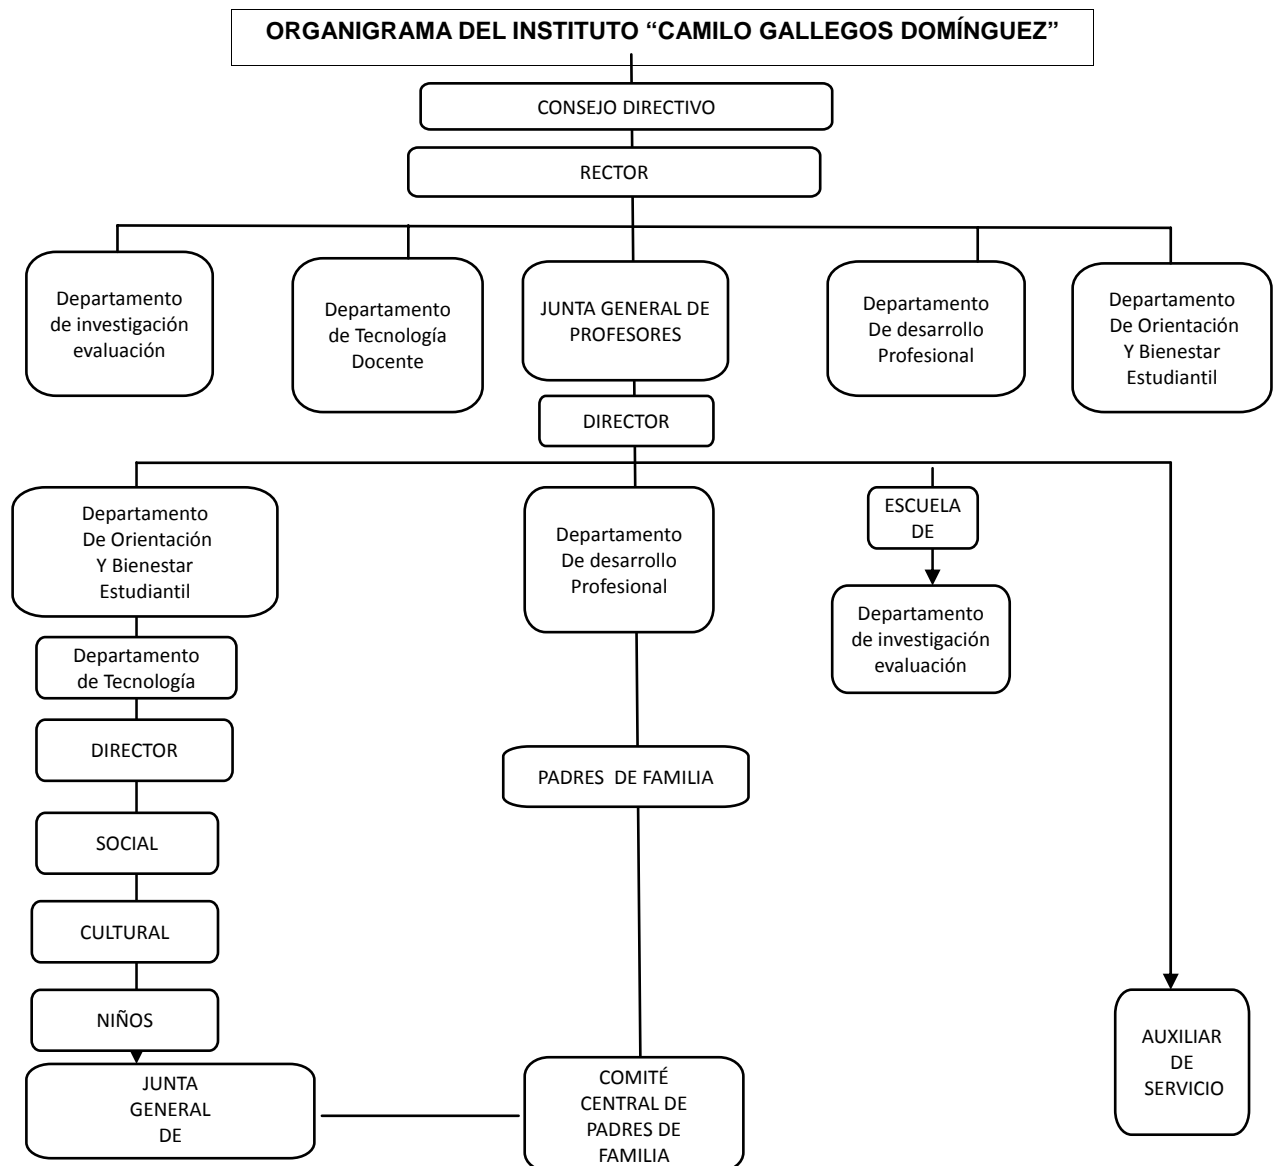 ORGANIGRAMA DEL INSTITUTO “CAMILO GALLEGOS DOMÍNGUEZ”
CONSEJO DIRECTIVO
RECTOR
Departamento
de investigación
evaluación
Departamento
de Tecnología
Docente
JUNTA GENERAL DE
PROFESORES
Departamento
De desarrollo
Profesional
Departamento
De Orientación
Y Bienestar
Estudiantil
DIRECTOR
Departamento
De Orientación
Y Bienestar
Estudiantil
Departamento
De desarrollo
Profesional
ESCUELA
DE
Departamento
de investigación
evaluación
Departamento
de Tecnología
DIRECTOR
PADRES  DE FAMILIA
SOCIAL
CULTURAL
NIÑOS
JUNTA
GENERAL
DE
COMITÉ
CENTRAL DE
PADRES DE
FAMILIA
AUXILIAR
DE
SERVICIO